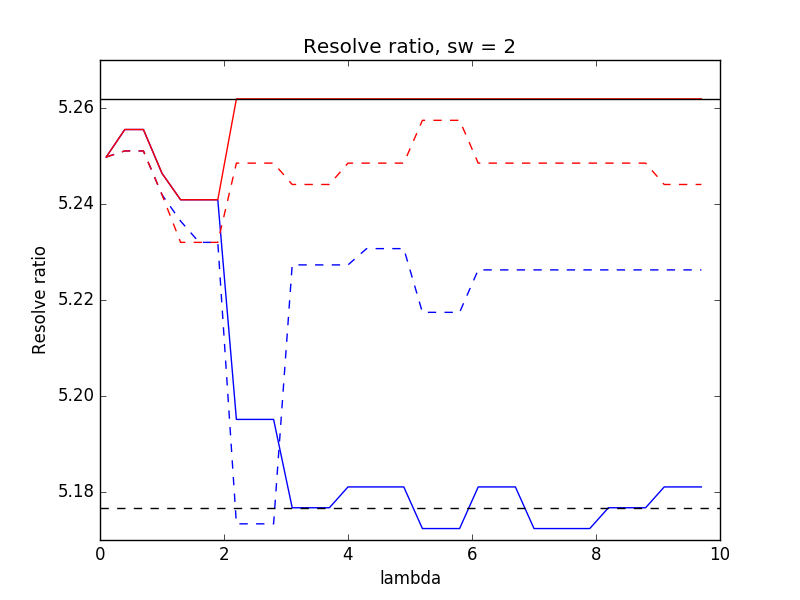 Resolve ratio, sw = 2
5.26
5.24
5.22
5.20
5.18
Resolve ratio
0 2 4 6 8 10
lambda